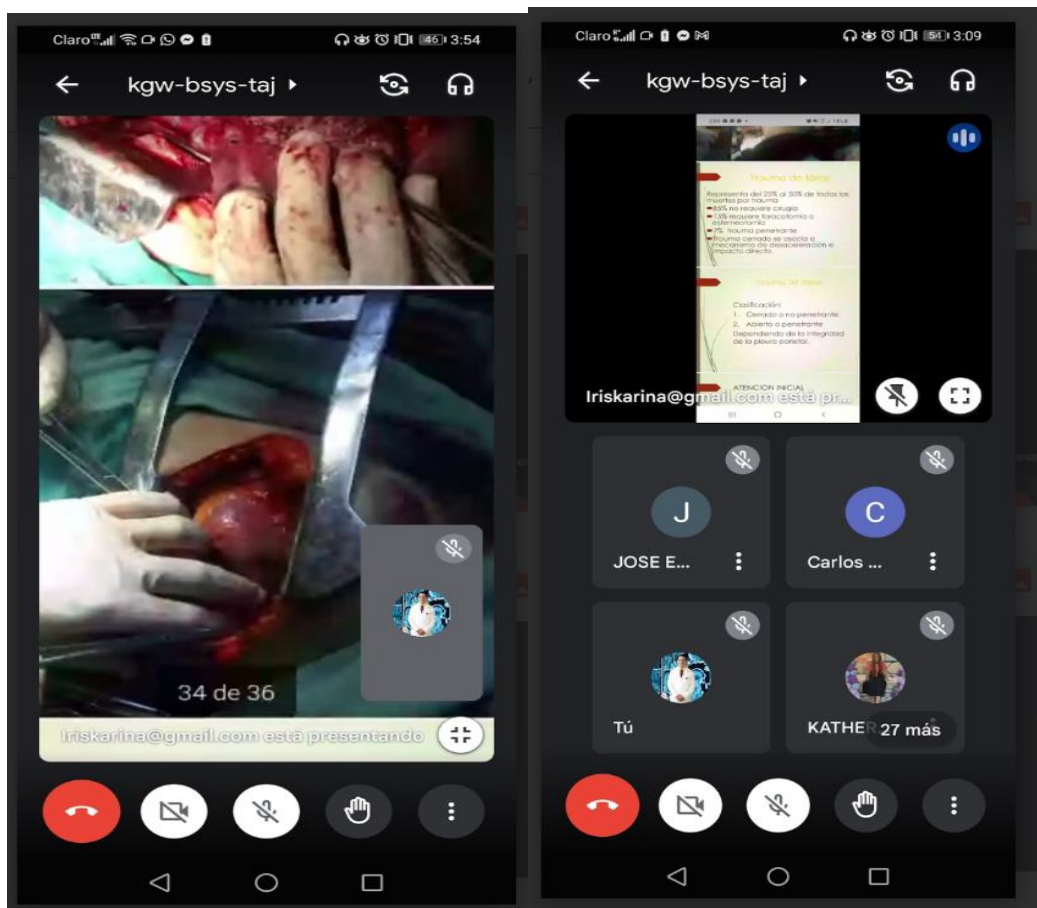 Claro 46 3:54
kgw-bsys-taj
34 de 36
Iriskarina@gmail.com está presentando
Claro 54 3:09
kgw-bsys-taj
Trauma de tórax
Representa del 25% al 50% de todas las
muertes por trauma
85% no requiere cirugía
15% requiere toracotomía o
esternotomía
7% trauma penetrante
Trauma cerrado se asocia a
mecanismo de desaceleración e
impacto directo.
Trauma de tórax
Clasificación:
1. Cerrado o no penetrante.
2. Abierto o penetrante
Dependiendo de la integridad
de la pleura parietal.
ATENCION INICIAL
Iriskarina@gmail.com está pr...
J
C
JOSE E...
Carlos ...
Tú
KATHER
27 más